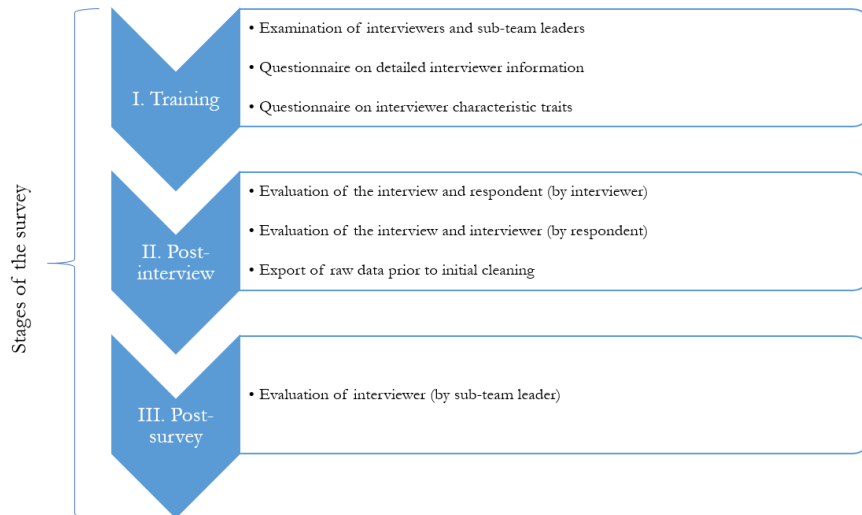 Stages of the survey
I. Training
• Examination of interviewers and sub-team leaders
• Questionnaire on detailed interviewer information
• Questionnaire on interviewer characteristic traits
II. Post-
interview
• Evaluation of the interview and respondent (by interviewer)
• Evaluation of the interview and interviewer (by respondent)
• Export of raw data prior to initial cleaning
III. Post-
survey
• Evaluation of interviewer (by sub-team leader)